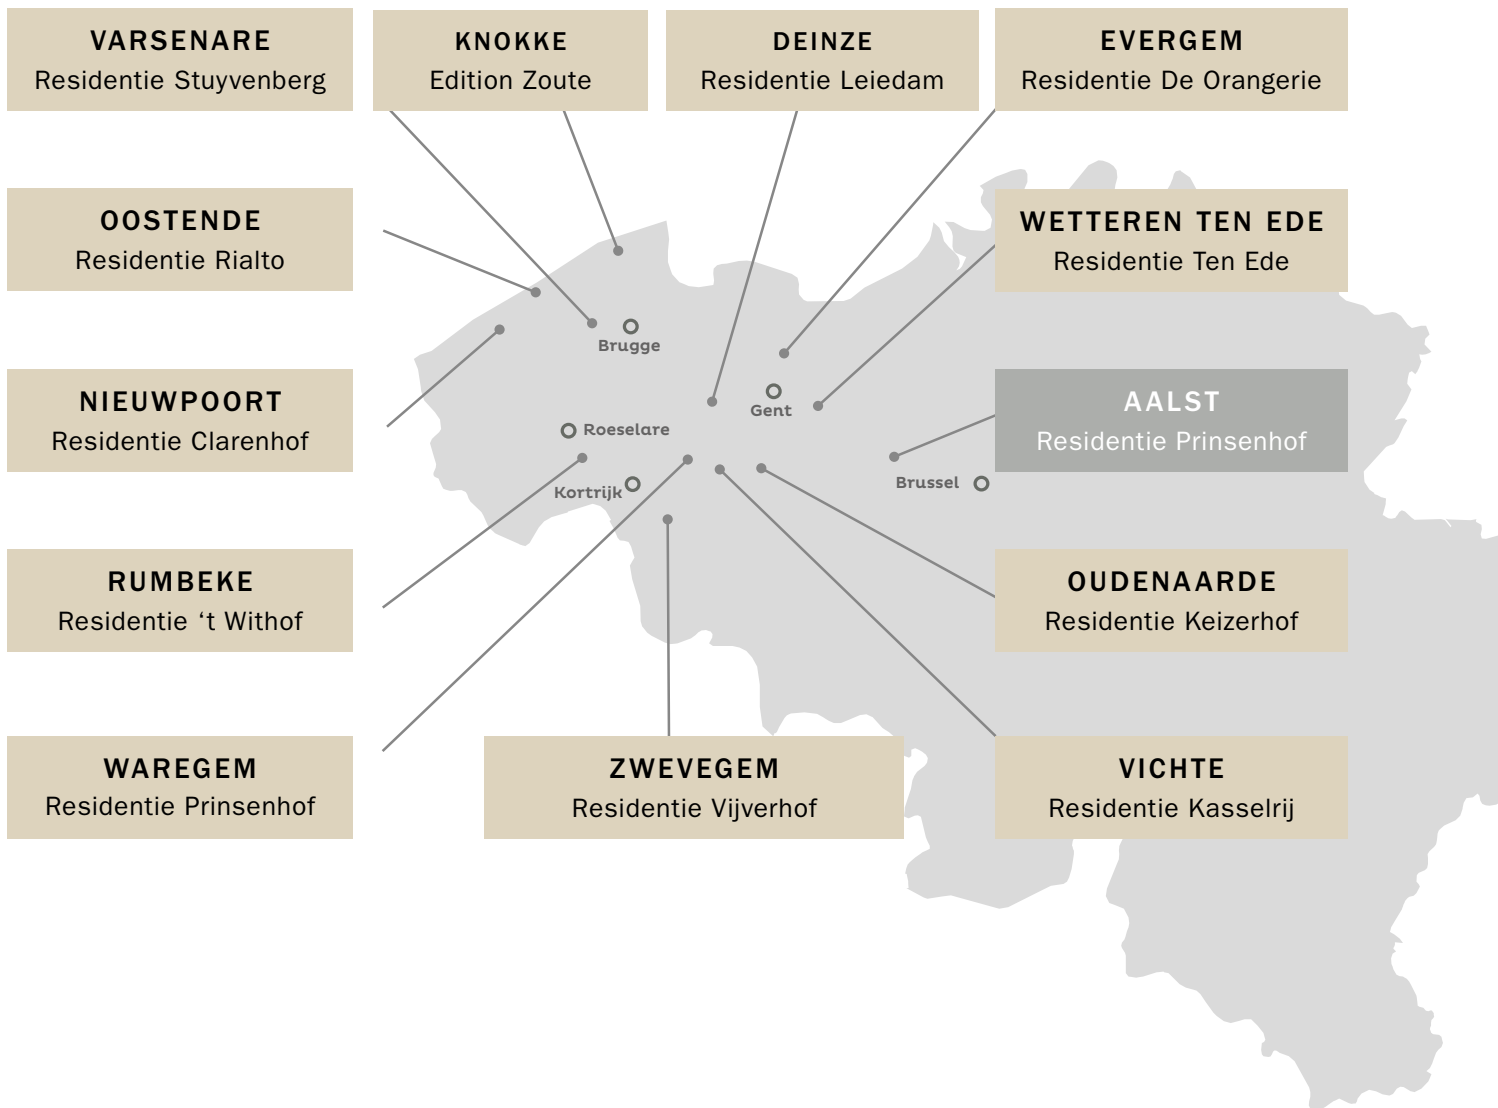 VARSENARE
Residentie Stuyvenberg
KNOKKE
Edition Zoute
DEINZE
Residentie Leiedam
EVERGEM
Residentie De Orangerie
OOSTENDE
Residentie Rialto
WETTEREN TEN EDE
Residentie Ten Ede
Brugge
NIEUWPOORT
Residentie Clarenhof
Gent
Roeselare
AALST
Residentie Prinsenhof
Kortrijk
Brussel
RUMBEKE
Residentie ‘t Withof
OUDENAARDE
Residentie Keizerhof
WAREGEM
Residentie Prinsenhof
ZWEVEGEM
Residentie Vijverhof
VICHTE
Residentie Kasselrij